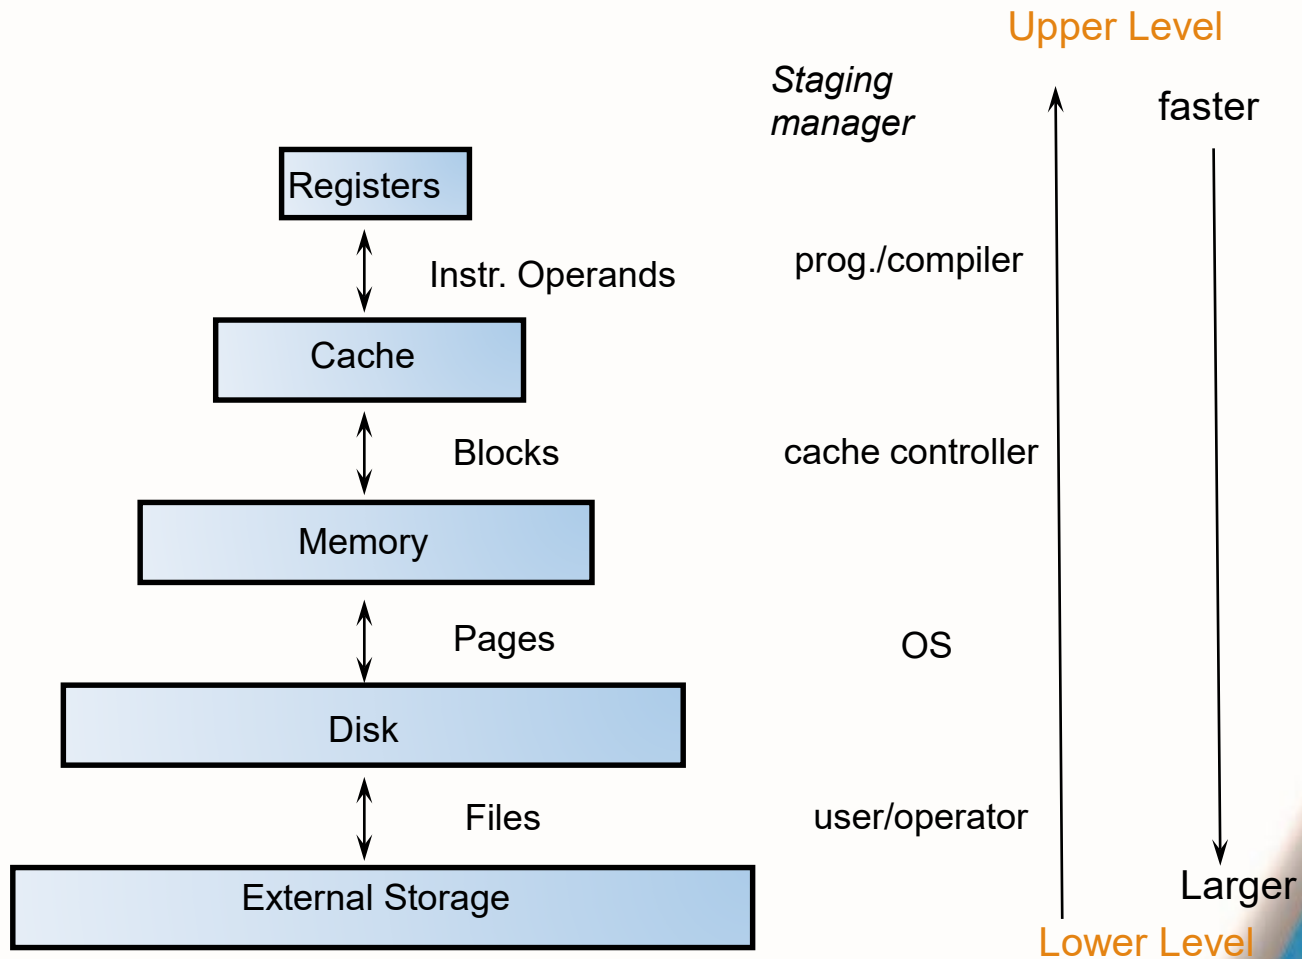 Upper Level
Staging
manager
faster
Registers
Instr. Operands
prog./compiler
Cache
Blocks
cache controller
Memory
Pages
OS
Disk
Files
user/operator
External Storage
Larger
Lower Level